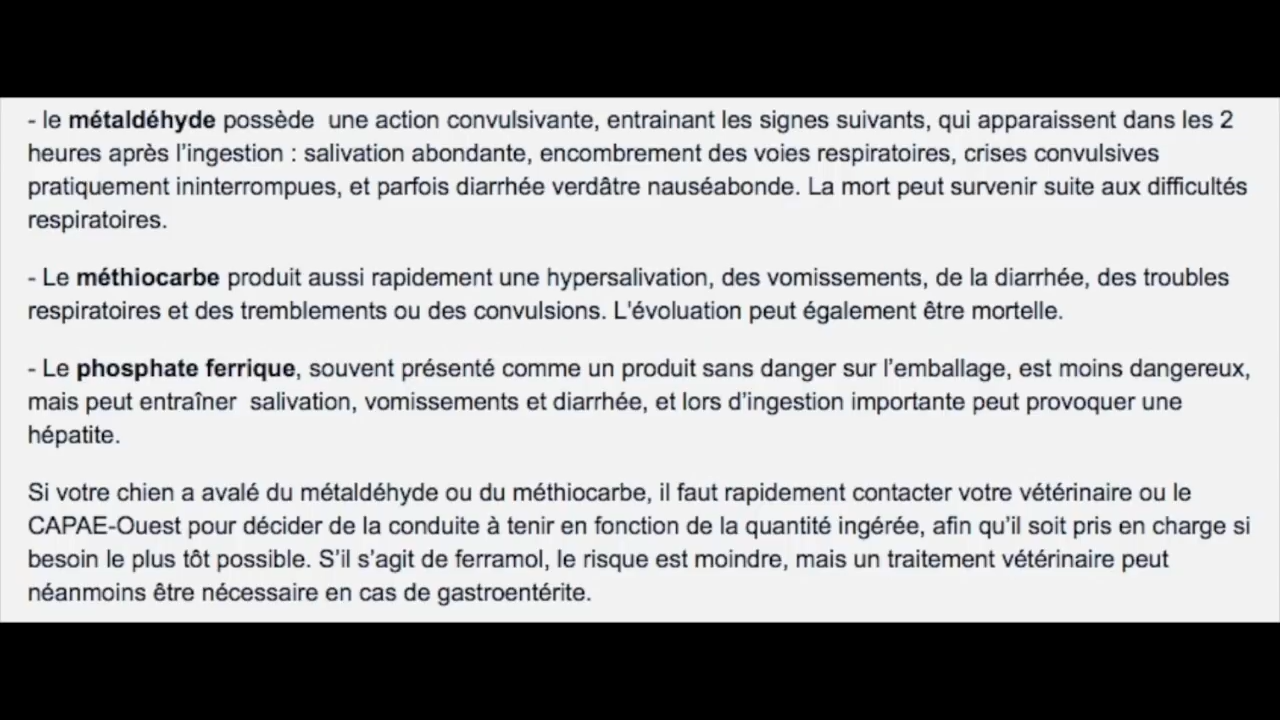 - le métaldéhyde possède  une action convulsivante, entrainant les signes suivants, qui apparaissent dans les 2
heures après l'ingestion : salivation abondante, encombrement des voies respiratoires, crises convulsives
pratiquement ininterrompues, et parfois diarrhée verdâtre nauséabonde. La mort peut survenir suite aux difficultés
respiratoires.
- Le méthiocarbe produit aussi rapidement une hypersalivation, des vomissements, de la diarrhée, des troubles
respiratoires et des tremblements ou des convulsions. L'évoluation peut également être mortelle.
- Le phosphate ferrique, souvent présenté comme un produit sans danger sur l'emballage, est moins dangereux,
mais peut entraîner  salivation, vomissements et diarrhée, et lors d'ingestion importante peut provoquer une
hépatite.
Si votre chien a avalé du métaldéhyde ou du méthiocarbe, il faut rapidement contacter votre vétérinaire ou le
CAPAE-Ouest pour décider de la conduite à tenir en fonction de la quantité ingérée, afin qu'il soit pris en charge si
besoin le plus tôt possible. S'il s'agit de ferramol, le risque est moindre, mais un traitement vétérinaire peut
néanmoins être nécessaire en cas de gastroentérite.